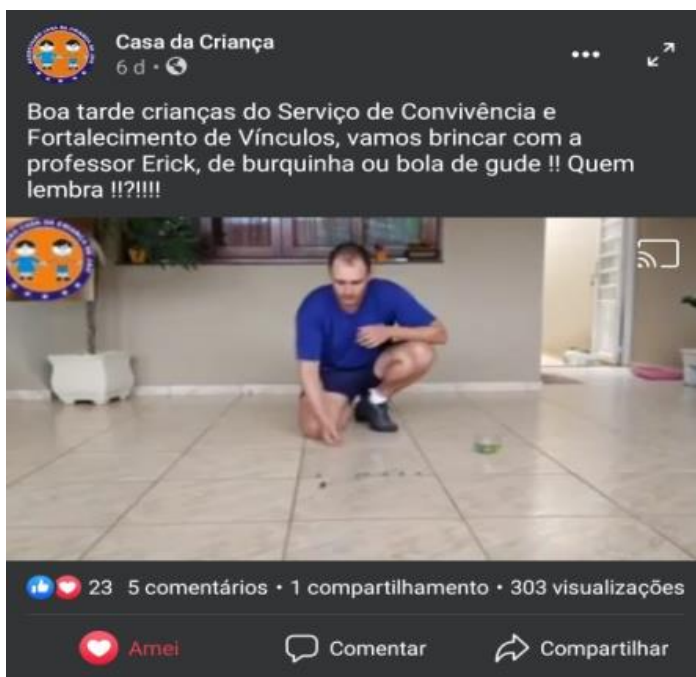 Casa da Criança
6 d
Boa tarde crianças do Serviço de Convivência e
Fortalecimento de Vínculos, vamos brincar com a
professor Erick, de burquinha ou bola de gude !! Quem
lembra !!?!!!!
23 5 comentários • 1 compartilhamento • 303 visualizações
Amei Comentar Compartilhar